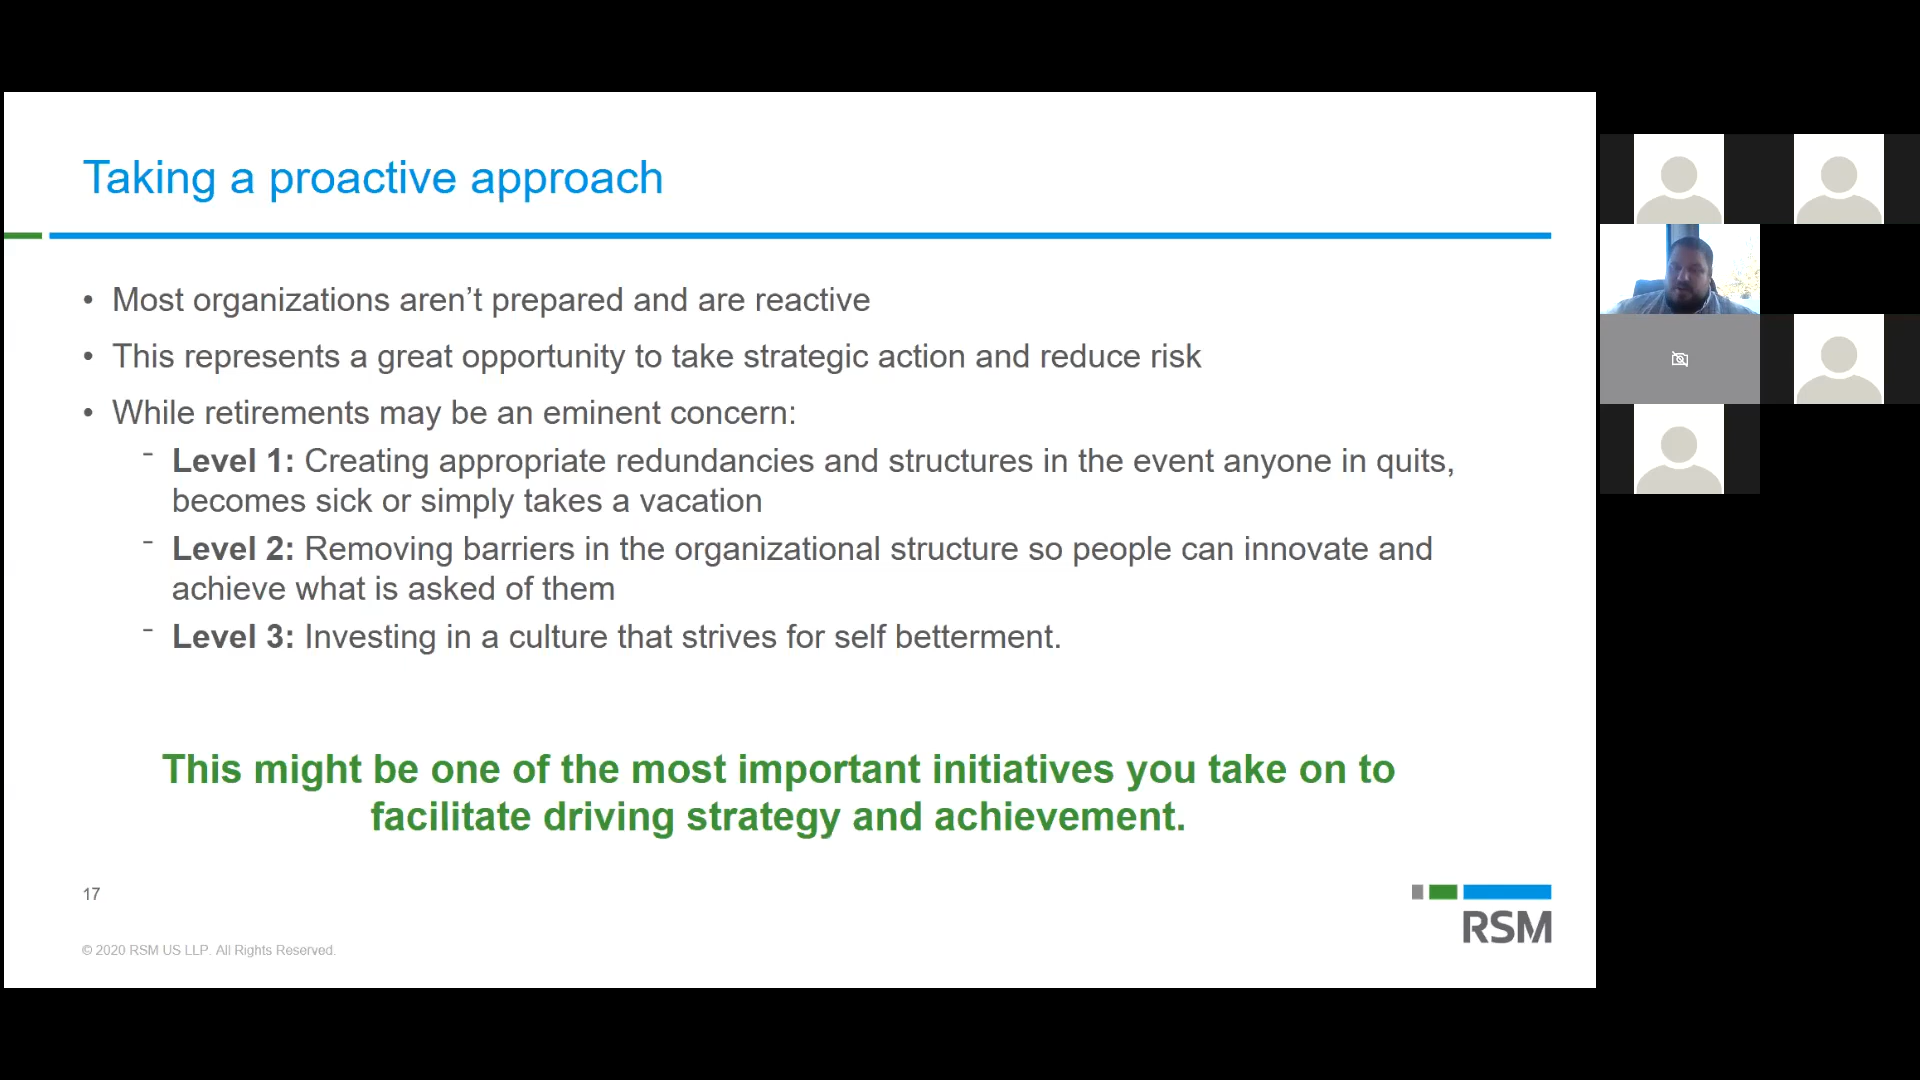 Taking a proactive approach
• Most organizations aren’t prepared and are reactive
• This represents a great opportunity to take strategic action and reduce risk
• While retirements may be an eminent concern:
- Level 1: Creating appropriate redundancies and structures in the event anyone in quits,
becomes sick or simply takes a vacation
- Level 2: Removing barriers in the organizational structure so people can innovate and
achieve what is asked of them
- Level 3: Investing in a culture that strives for self betterment.
This might be one of the most important initiatives you take on to
facilitate driving strategy and achievement.
17
RSM
© 2020 RSM US LLP. All Rights Reserved.